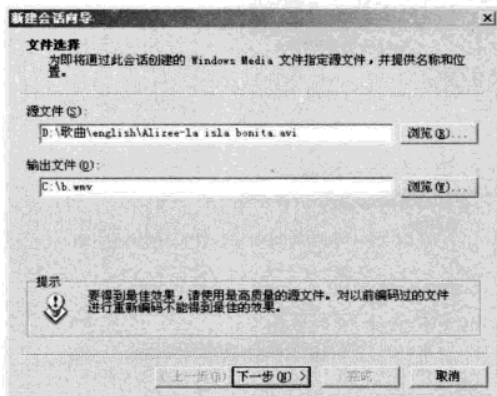 新建会话向导
文件选择
为即将通过此会话创建的 Windows Media 文件指定源文件，并提供名称和位
置。
源文件(S):
D:\歌曲\english\Alizee-la isla bonita.avi
浏览(B)...
输出文件(O):
C:\b.wmv
浏览(W)...
提示
要得到最佳效果，请使用最高质量的源文件。对以前编码过的文件
进行重新编码不能得到最佳的效果。
上一步(B)
下一步(N) >
完成
取消